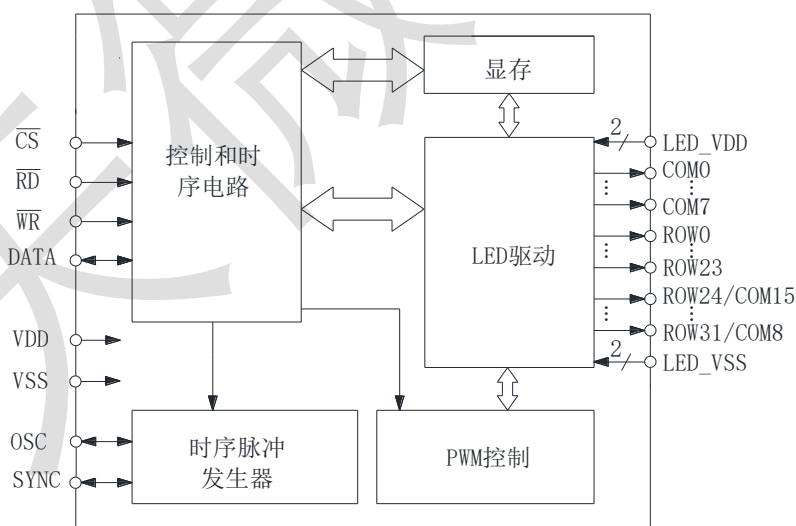 显存
控制和时
序电路
CS
RD
WR
DATA
VDD
VSS
OSC
SYNC
LED驱动
2
LED_VDD
COM0
⋮
⋮
COM7
ROW0
⋮
⋮
ROW23
ROW24/COM15
⋮
⋮
ROW31/COM8
2
LED_VSS
时序脉冲
发生器
PWM控制